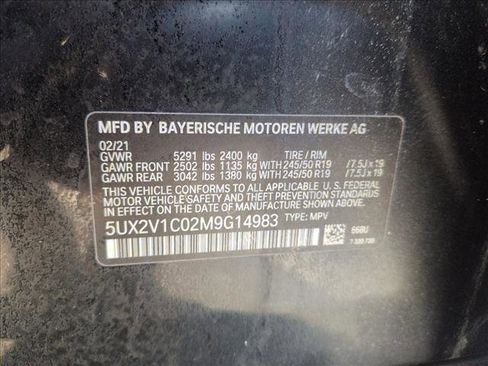 MFD BY BAYERISCHE MOTOREN WERKE AG
02/21
GVWR 5291 lbs 2400 kg TIRE / RIM
GAWR FRONT 2502 lbs 1135 kg WITH 245/50 R19 /7.5J x 19
GAWR REAR 3042 lbs 1380 kg WITH 245/50 R19 /7.5J x 19
THIS VEHICLE CONFORMS TO ALL APPLICABLE U.S. FEDERAL
MOTOR VEHICLE SAFETY AND THEFT PREVENTION STANDARDS
IN EFFECT ON THE DATE OF MANUFACTURE SHOWN ABOVE.
5UX2V1C02M9G14983 TYPE: MPV